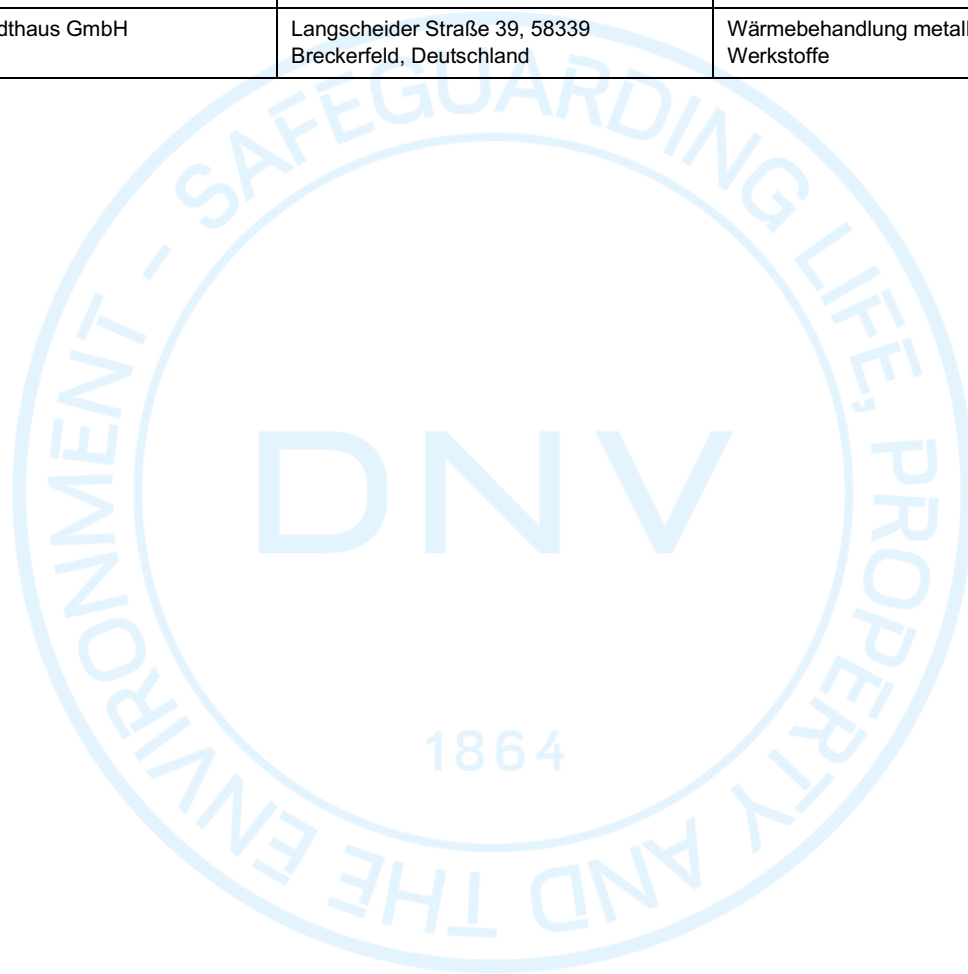 dthaus GmbH
Langscheider Straße 39, 58339
Breckerfeld, Deutschland
Wärmebehandlung metall
Werkstoffe
SAFEGUARDING LIFE, PROPERTY AND THE ENVIRONMENT -
DNV
1864